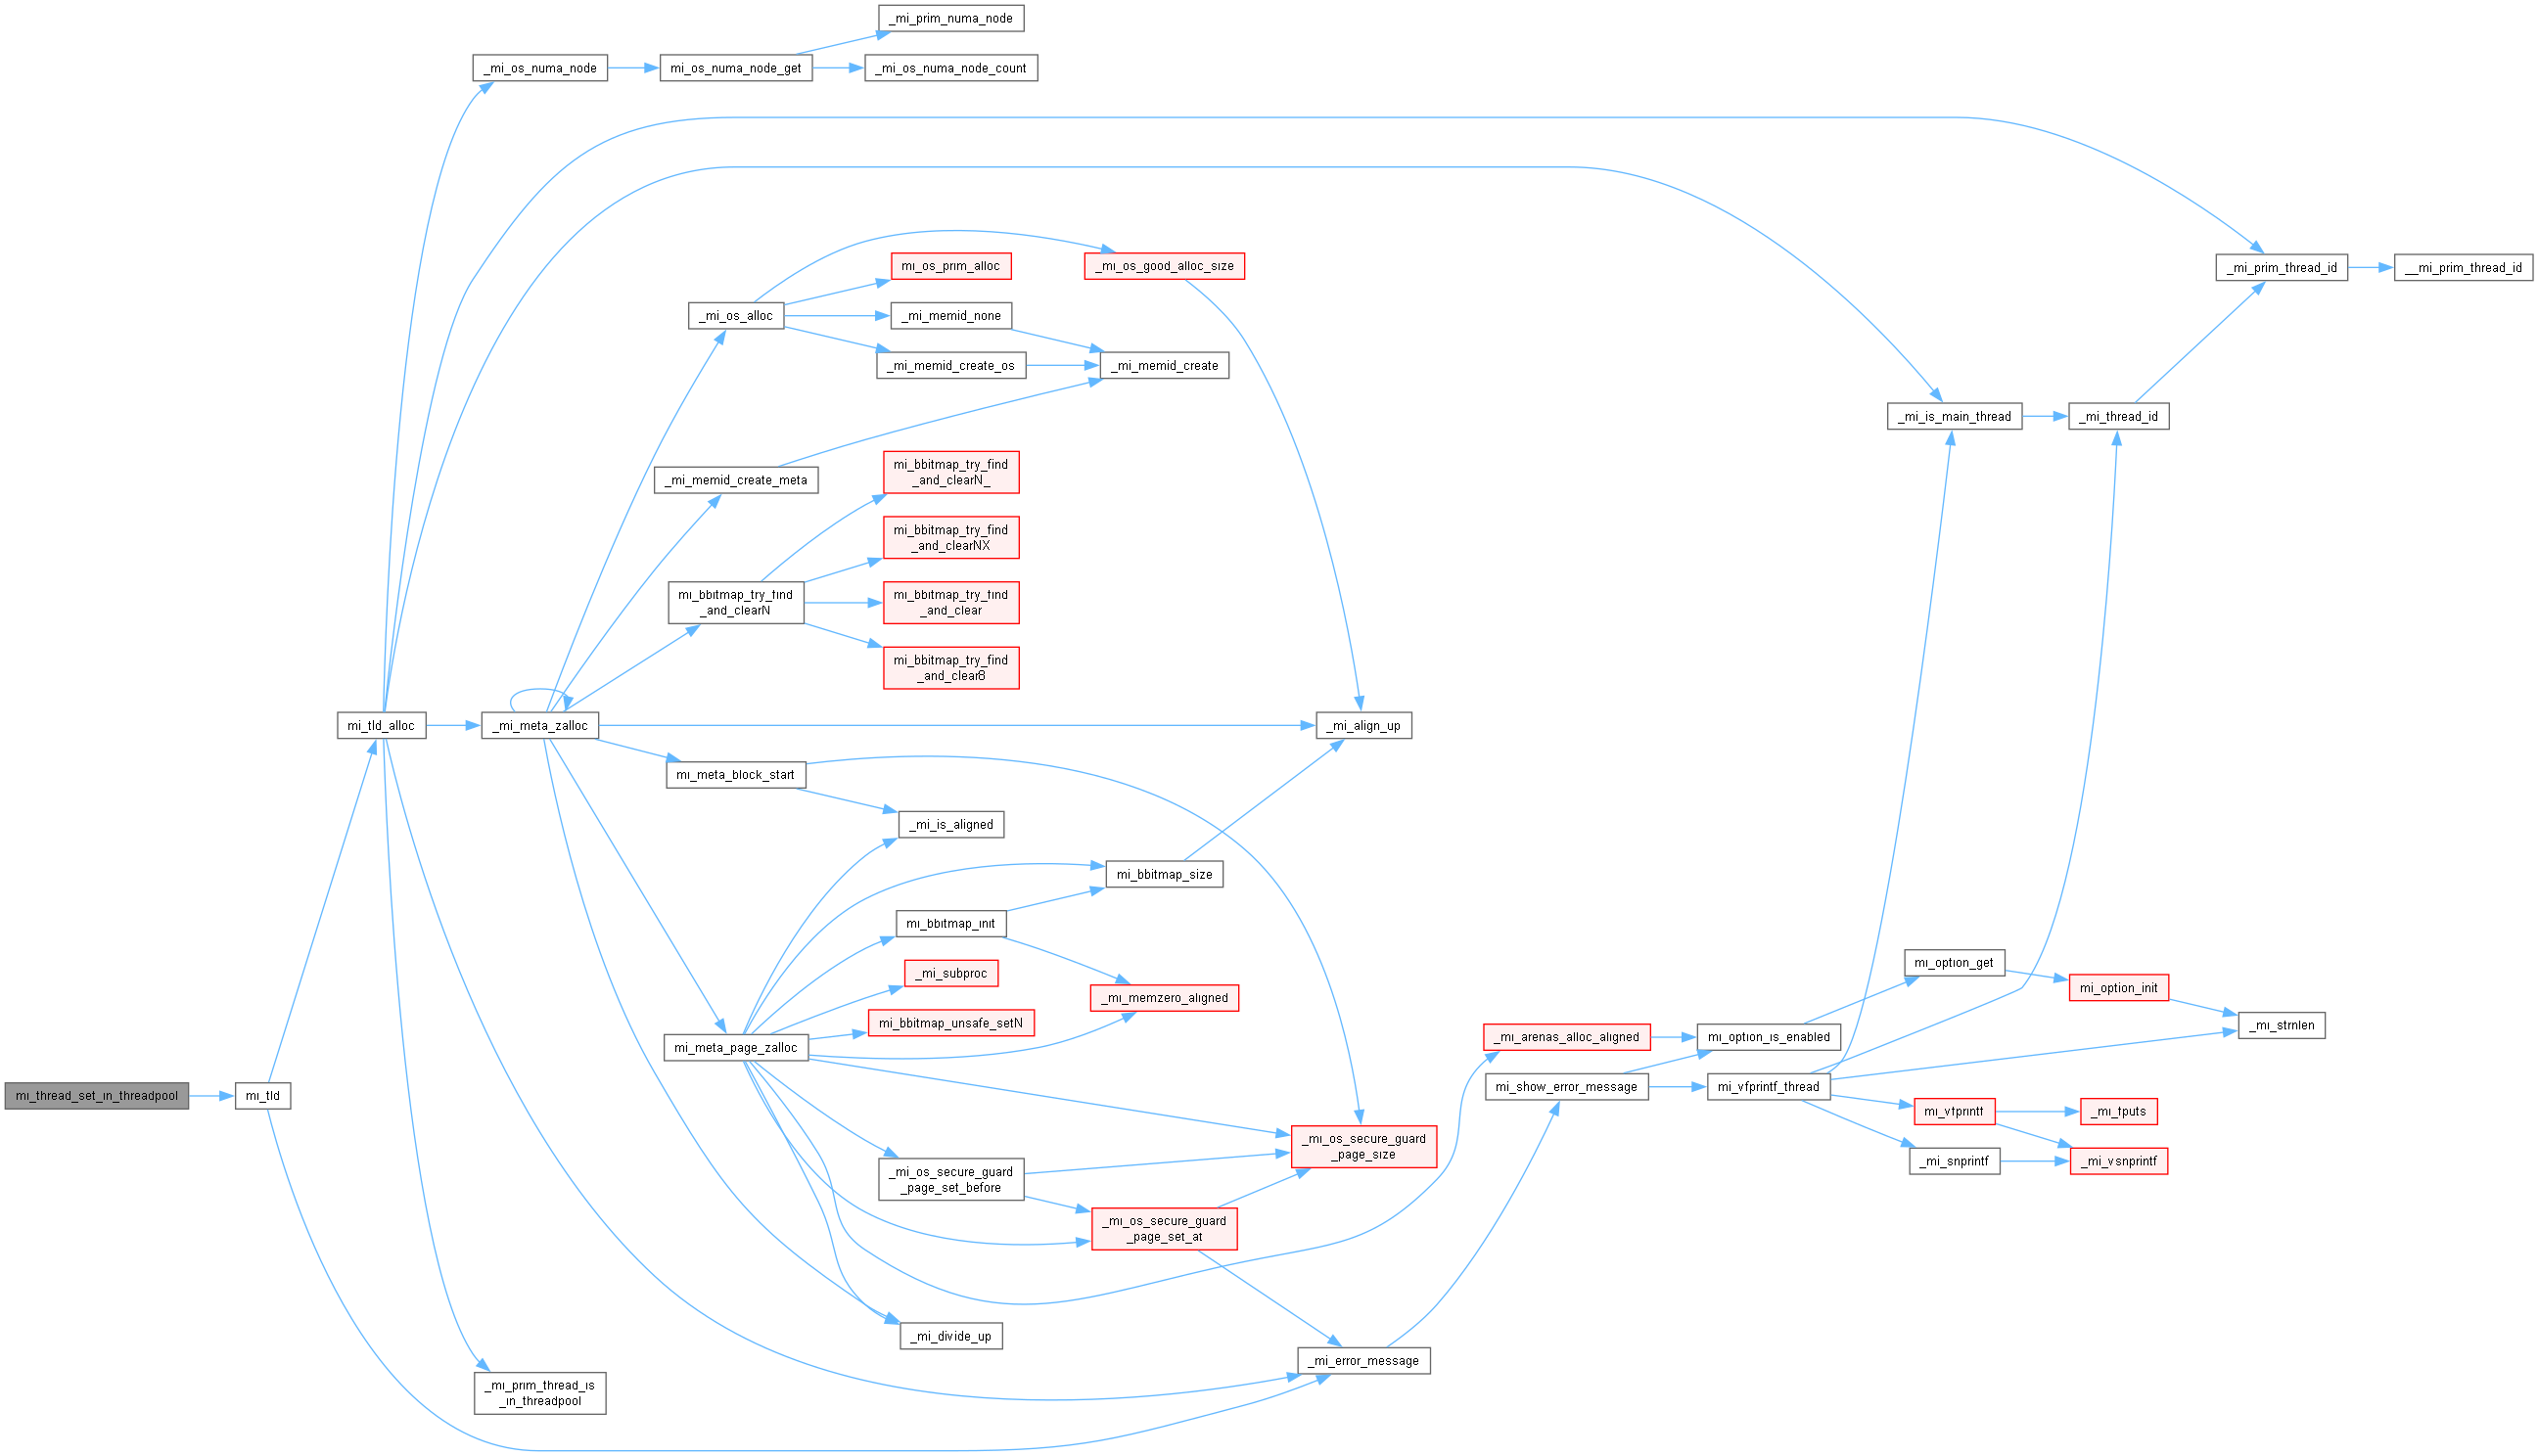 _mi_prim_numa_node
_mi_os_numa_node
mi_os_numa_node_get
_mi_os_numa_node_count
mi_os_prim_alloc
_mi_os_good_alloc_size
_mi_prim_thread_id
__mi_prim_thread_id
_mi_os_alloc
_mi_memid_none
_mi_memid_create_os
_mi_memid_create
_mi_is_main_thread
_mi_thread_id
_mi_memid_create_meta
mi_bbitmap_try_find
_and_clearN_
mi_bbitmap_try_find
_and_clearNX
mi_bbitmap_try_find
_and_clearN
mi_bbitmap_try_find
_and_clear
mi_bbitmap_try_find
_and_clear8
mi_tld_alloc
_mi_meta_zalloc
_mi_align_up
mi_meta_block_start
_mi_is_aligned
mi_bbitmap_size
mi_bbitmap_init
_mi_subproc
_mi_memzero_aligned
mi_bbitmap_unsafe_setN
mi_meta_page_zalloc
mi_option_get
mi_option_init
_mi_strnlen
_mi_arenas_alloc_aligned
mi_option_is_enabled
mi_show_error_message
mi_vfprintf_thread
mi_thread_set_in_threadpool
mi_tld
mi_vfprintf
_mi_fputs
_mi_os_secure_guard
_page_size
_mi_snprintf
_mi_vsnprintf
_mi_os_secure_guard
_page_set_before
_mi_os_secure_guard
_page_set_at
_mi_divide_up
_mi_error_message
_mi_prim_thread_is
_in_threadpool